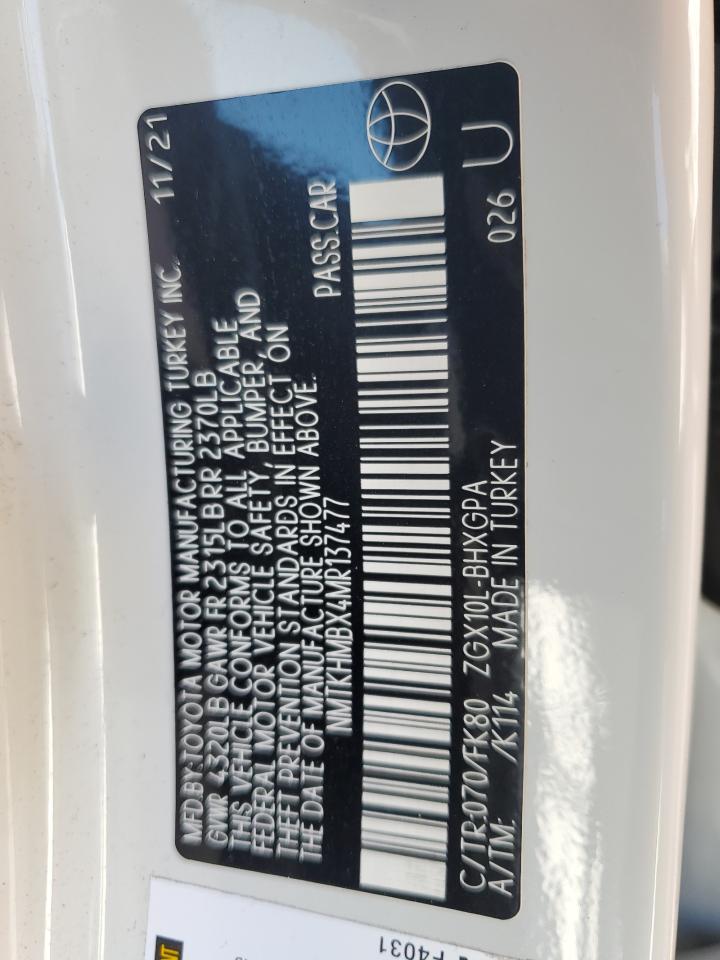 MFD.BY:TOYOTA MOTOR MANUFACTURING TURKEY INC. 11/21
GVWR 4320LB GAWR FR 2315LB RR 2370LB
THIS VEHICLE CONFORMS TO ALL APPLICABLE
FEDERAL MOTOR VEHICLE SAFETY, BUMPER, AND
THEFT PREVENTION STANDARDS IN EFFECT ON
THE DATE OF MANUFACTURE SHOWN ABOVE.
NMTKHMBX4MR137477 PASS.CAR
C/TR:070/FK80 ZGX10L-BHXGPA
A/TM: /K114 MADE IN TURKEY 026 U
F4031